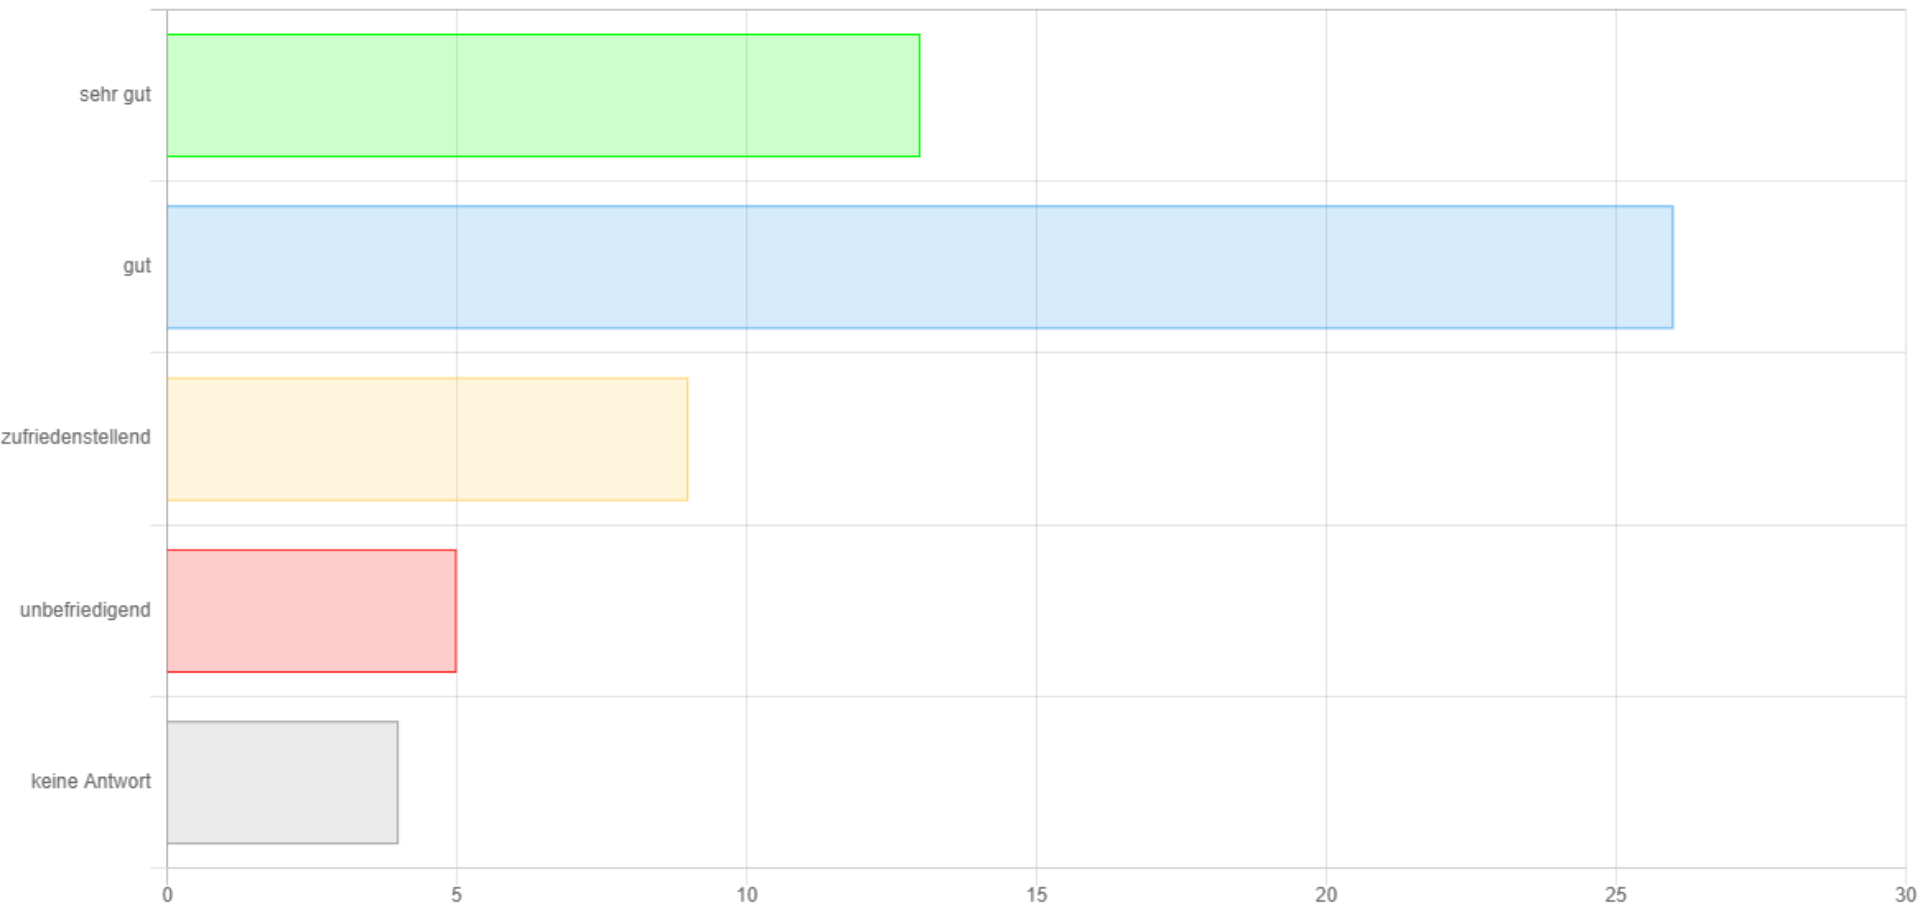 sehr gut
gut
zufriedenstellend
unbefriedigend
keine Antwort
0 5 10 15 20 25 30